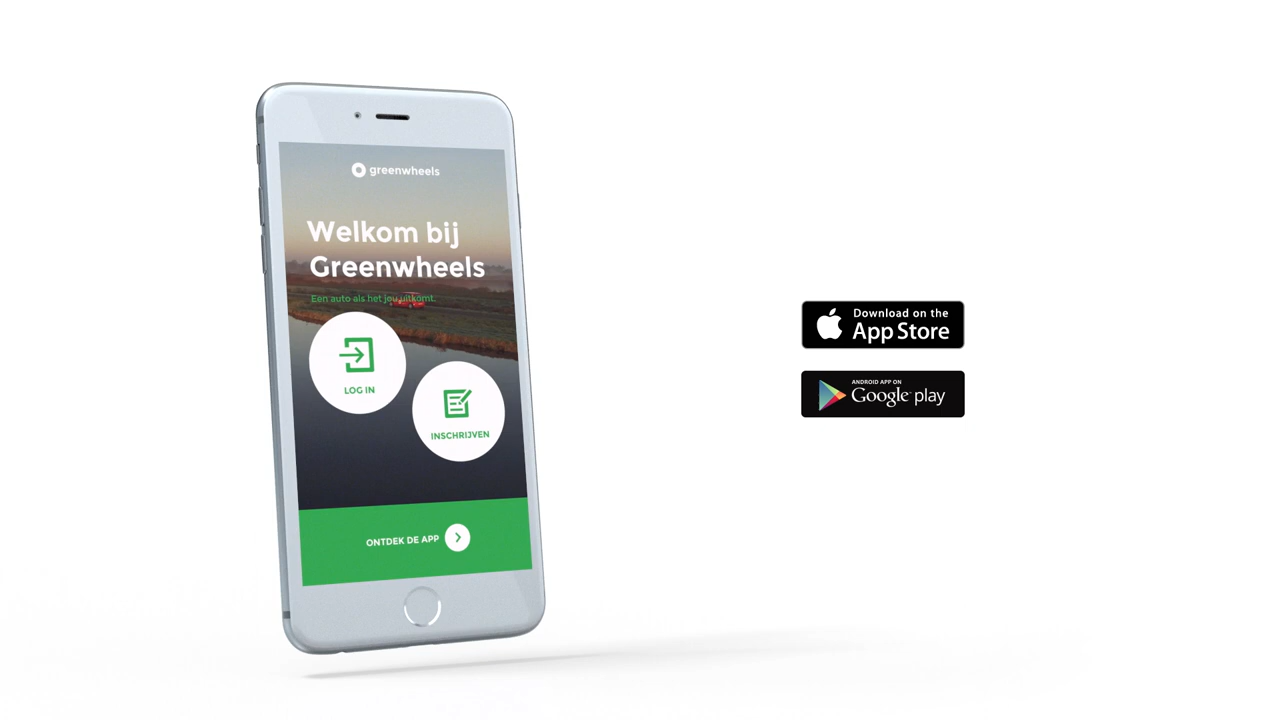 greenwheels
Welkom bij
Greenwheels
Een auto als het jou uitkomt.
LOG IN
INSCHRIJVEN
ONTDEK DE APP
Download on the
App Store
ANDROID APP ON
Google play